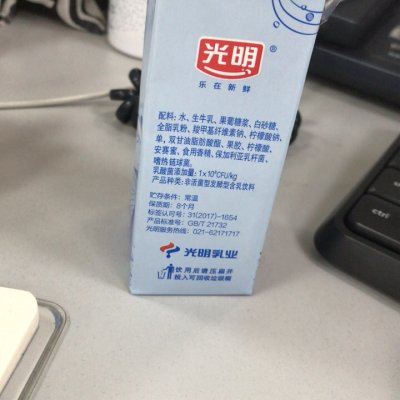 光明®
乐在新鲜
配料:水、生牛乳、果葡糖浆、白砂糖、
全脂乳粉、羧甲基纤维素钠、柠檬酸钠、
单,双甘油脂肪酸酯、果胶、柠檬酸、
安赛蜜、食用香精、保加利亚乳杆菌、
嗜热链球菌。
乳酸菌添加量:1×10⁶CFU/kg
产品种类:非活菌型发酵型含乳饮料
贮存条件:常温
保质期:8个月
标签认可号:31(2017)-1654
产品标准号:GB/T 21732
光明服务热线:021-62171717
光明乳业
饮用后请压扁并
投入可回收垃圾桶
ctrl